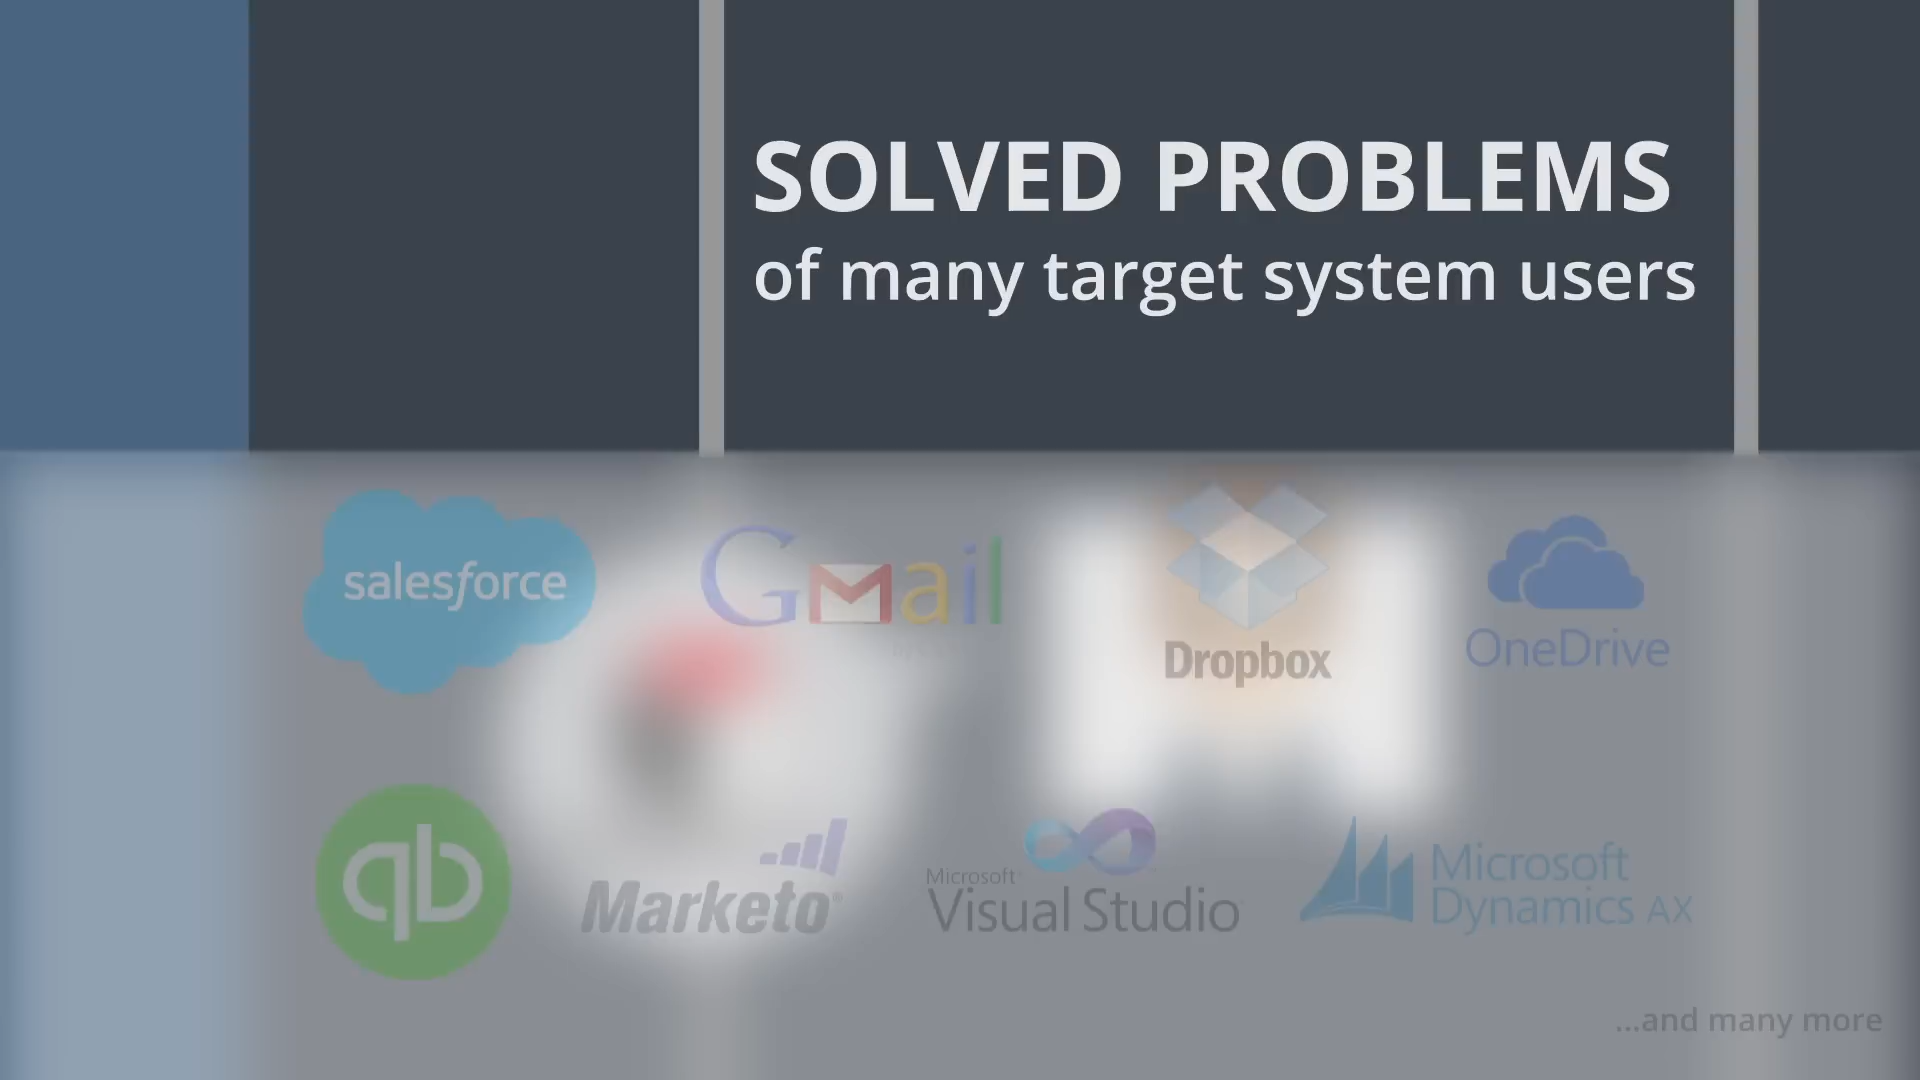 SOLVED PROBLEMS
of many target system users
salesforce
Gmail
Dropbox
OneDrive
qb
Marketo®
Microsoft
Visual Studio
Microsoft
Dynamics AX
...and many more